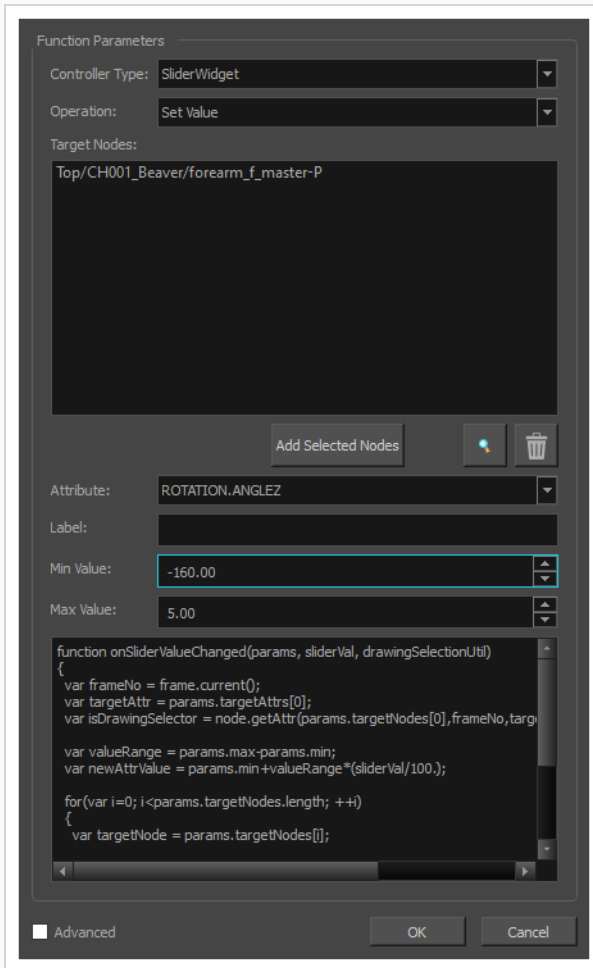 Function Parameters
Controller Type: SliderWidget
Operation: Set Value
Target Nodes:
Top/CH001_Beaver/forearm_f_master-P
Add Selected Nodes
Attribute: ROTATION.ANGLEZ
Label:
Min Value: -160.00
Max Value: 5.00
function onSliderValueChanged(params, sliderVal, drawingSelectionUtil)
{
var frameNo = frame.current();
var targetAttr = params.targetAttrs[0];
var isDrawingSelector = node.getAttr(params.targetNodes[0],frameNo,targ
var valueRange = params.max-params.min;
var newAttrValue = params.min+valueRange*(sliderVal/100.);
for(var i=0; i<params.targetNodes.length; ++i)
{
var targetNode = params.targetNodes[i];
Advanced
OK
Cancel